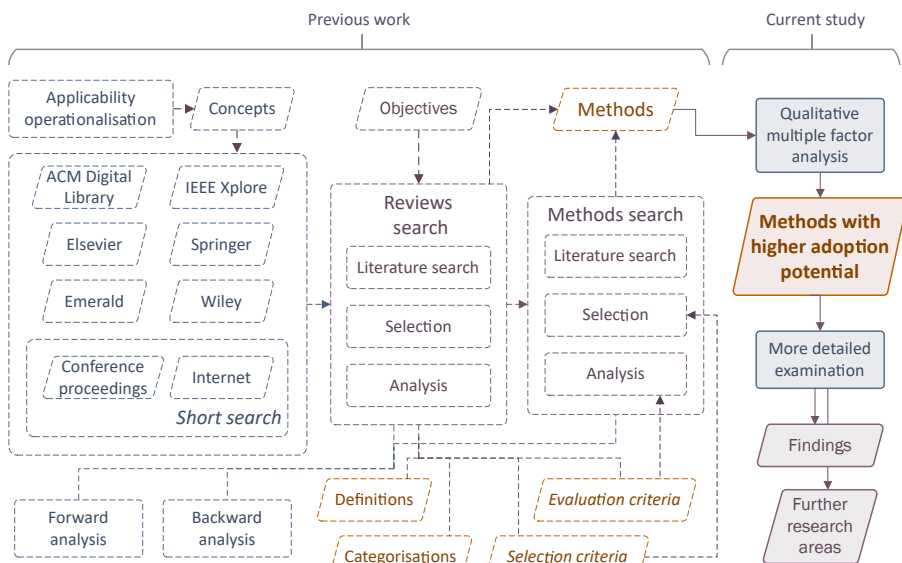 Previous work
Current study
Applicability
operationalisation
Concepts
Objectives
Methods
Qualitative
multiple factor
analysis
ACM Digital
Library
IEEE Xplore
Elsevier
Springer
Emerald
Wiley
Conference
proceedings
Internet
Short search
Reviews
search
Literature search
Selection
Analysis
Methods search
Literature search
Selection
Analysis
Methods with
higher adoption
potential
More detailed
examination
Findings
Further
research
areas
Forward
analysis
Backward
analysis
Definitions
Categorisations
Evaluation criteria
Selection criteria